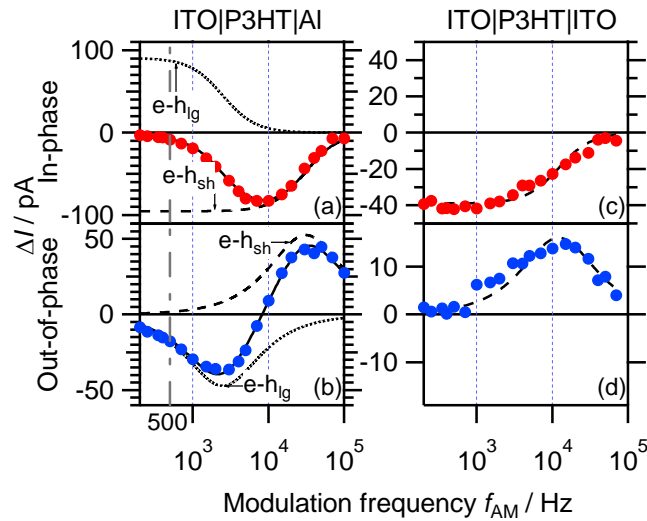 ITO|P3HT|Al
ITO|P3HT|ITO
ΔI / pA
In-phase
Out-of-phase
100
0
-100
e-h_lg
e-h_sh
(a)
50
0
-50
e-h_sh
e-h_lg
(b)
500
10^3
10^4
10^5
40
20
0
-20
-40
(c)
10
0
-10
(d)
10^3
10^4
10^5
Modulation frequency f_AM / Hz